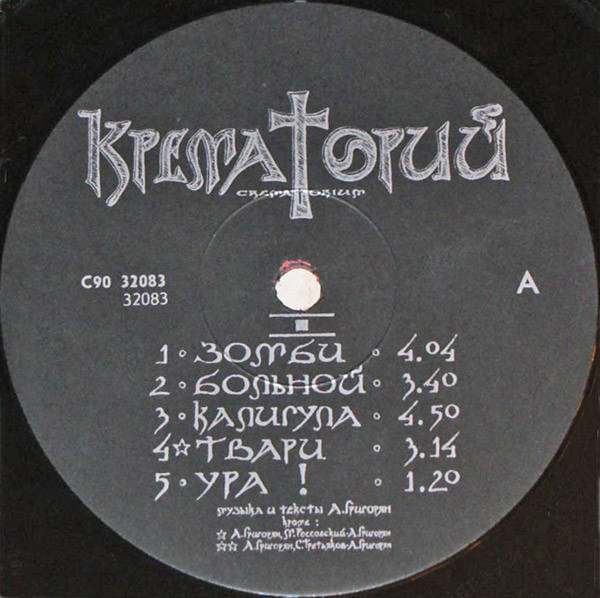 КРЕМАТОРИЙ
CREMATORIUM
С90 32083
32083
A
1 ЗОМБИ 4.04
2 БОЛЬНОЙ 3.40
3 КАЛИГУЛА 4.50
4☆ТВАРИ 3.14
5 УРА ! 1.20
музыка и тексты А.Григорян
кроме :
☆ А.Григорян, М.Россовский-А.Григорян
☆☆ А.Григорян, С.Третьяков-А.Григорян